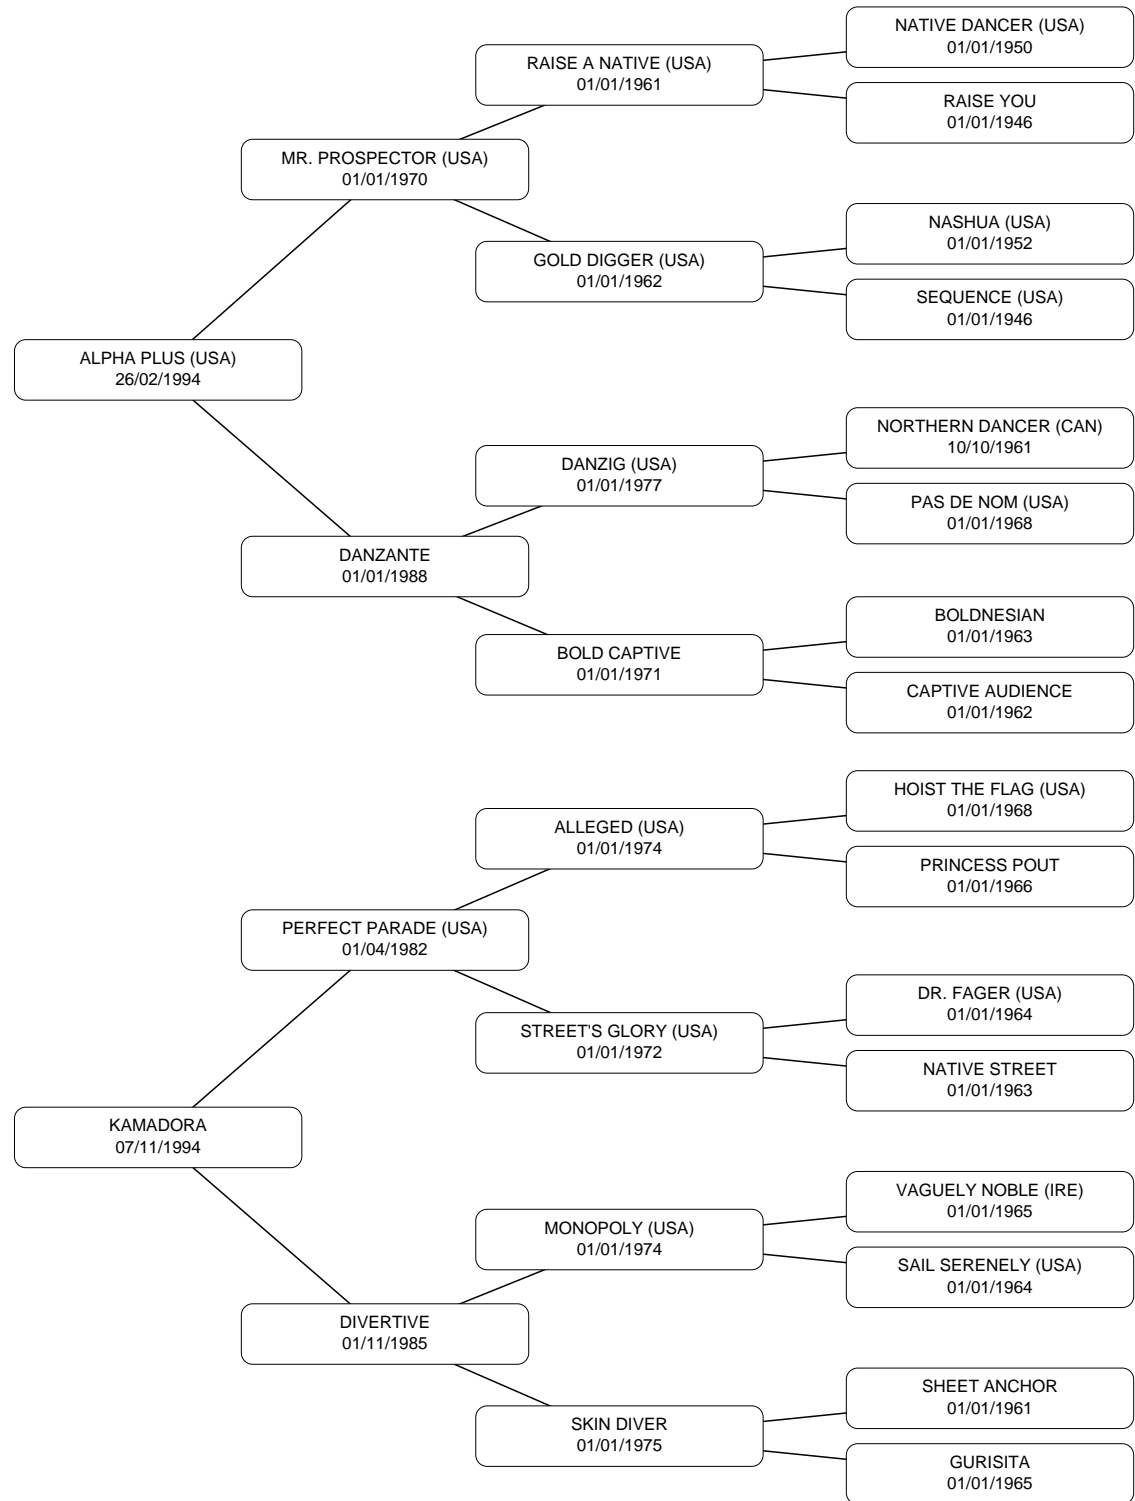 NATIVE DANCER (USA)
01/01/1950
RAISE A NATIVE (USA)
01/01/1961
RAISE YOU
01/01/1946
MR. PROSPECTOR (USA)
01/01/1970
NASHUA (USA)
01/01/1952
GOLD DIGGER (USA)
01/01/1962
SEQUENCE (USA)
01/01/1946
ALPHA PLUS (USA)
26/02/1994
NORTHERN DANCER (CAN)
10/10/1961
DANZIG (USA)
01/01/1977
PAS DE NOM (USA)
01/01/1968
DANZANTE
01/01/1988
BOLDNESIAN
01/01/1963
BOLD CAPTIVE
01/01/1971
CAPTIVE AUDIENCE
01/01/1962
HOIST THE FLAG (USA)
01/01/1968
ALLEGED (USA)
01/01/1974
PRINCESS POUT
01/01/1966
PERFECT PARADE (USA)
01/04/1982
DR. FAGER (USA)
01/01/1964
STREET'S GLORY (USA)
01/01/1972
NATIVE STREET
01/01/1963
KAMADORA
07/11/1994
VAGUELY NOBLE (IRE)
01/01/1965
MONOPOLY (USA)
01/01/1974
SAIL SERENELY (USA)
01/01/1964
DIVERTIVE
01/11/1985
SHEET ANCHOR
01/01/1961
SKIN DIVER
01/01/1975
GURISITA
01/01/1965